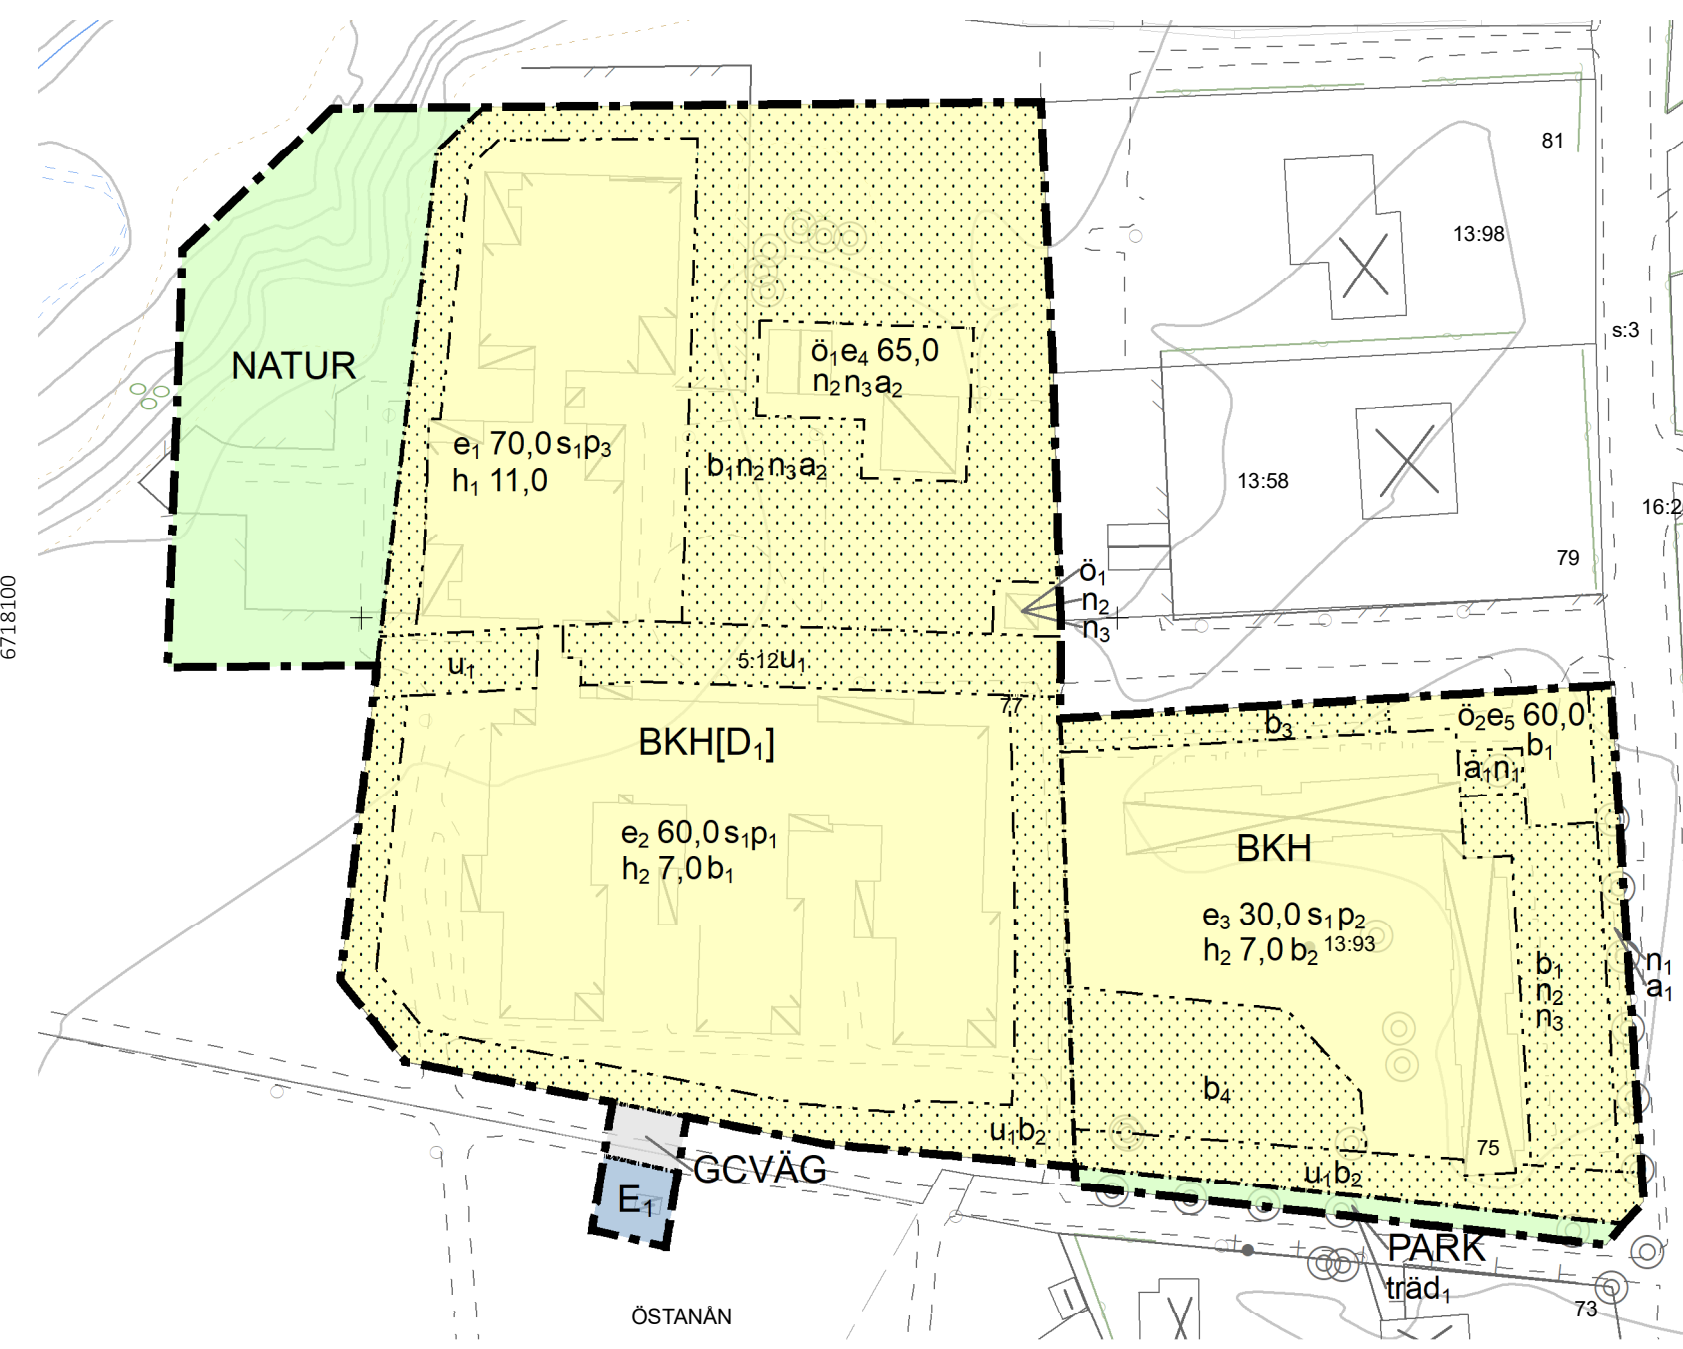 81
13:98
s:3
NATUR
ö₁e₄ 65,0
n₂n₃a₂
e₁ 70,0 s₁p₃
h₁ 11,0
b₁n₂n₃a₂
13:58
16:2
79
6718100
ö₁
n₂
n₃
u₁
5:12u₁
77
b₃
ö₂e₅ 60,0
b₁
a₁n₁
BKH[D₁]
e₂ 60,0 s₁p₁
h₂ 7,0 b₁
BKH
e₃ 30,0 s₁p₂
h₂ 7,0 b₂ 13:93
b₁
n₂
n₃
n₁
a₁
b₄
u₁b₂
75
u₁b₂
GCVÄG
E₁
PARK
träd₁
73
ÖSTANÅN